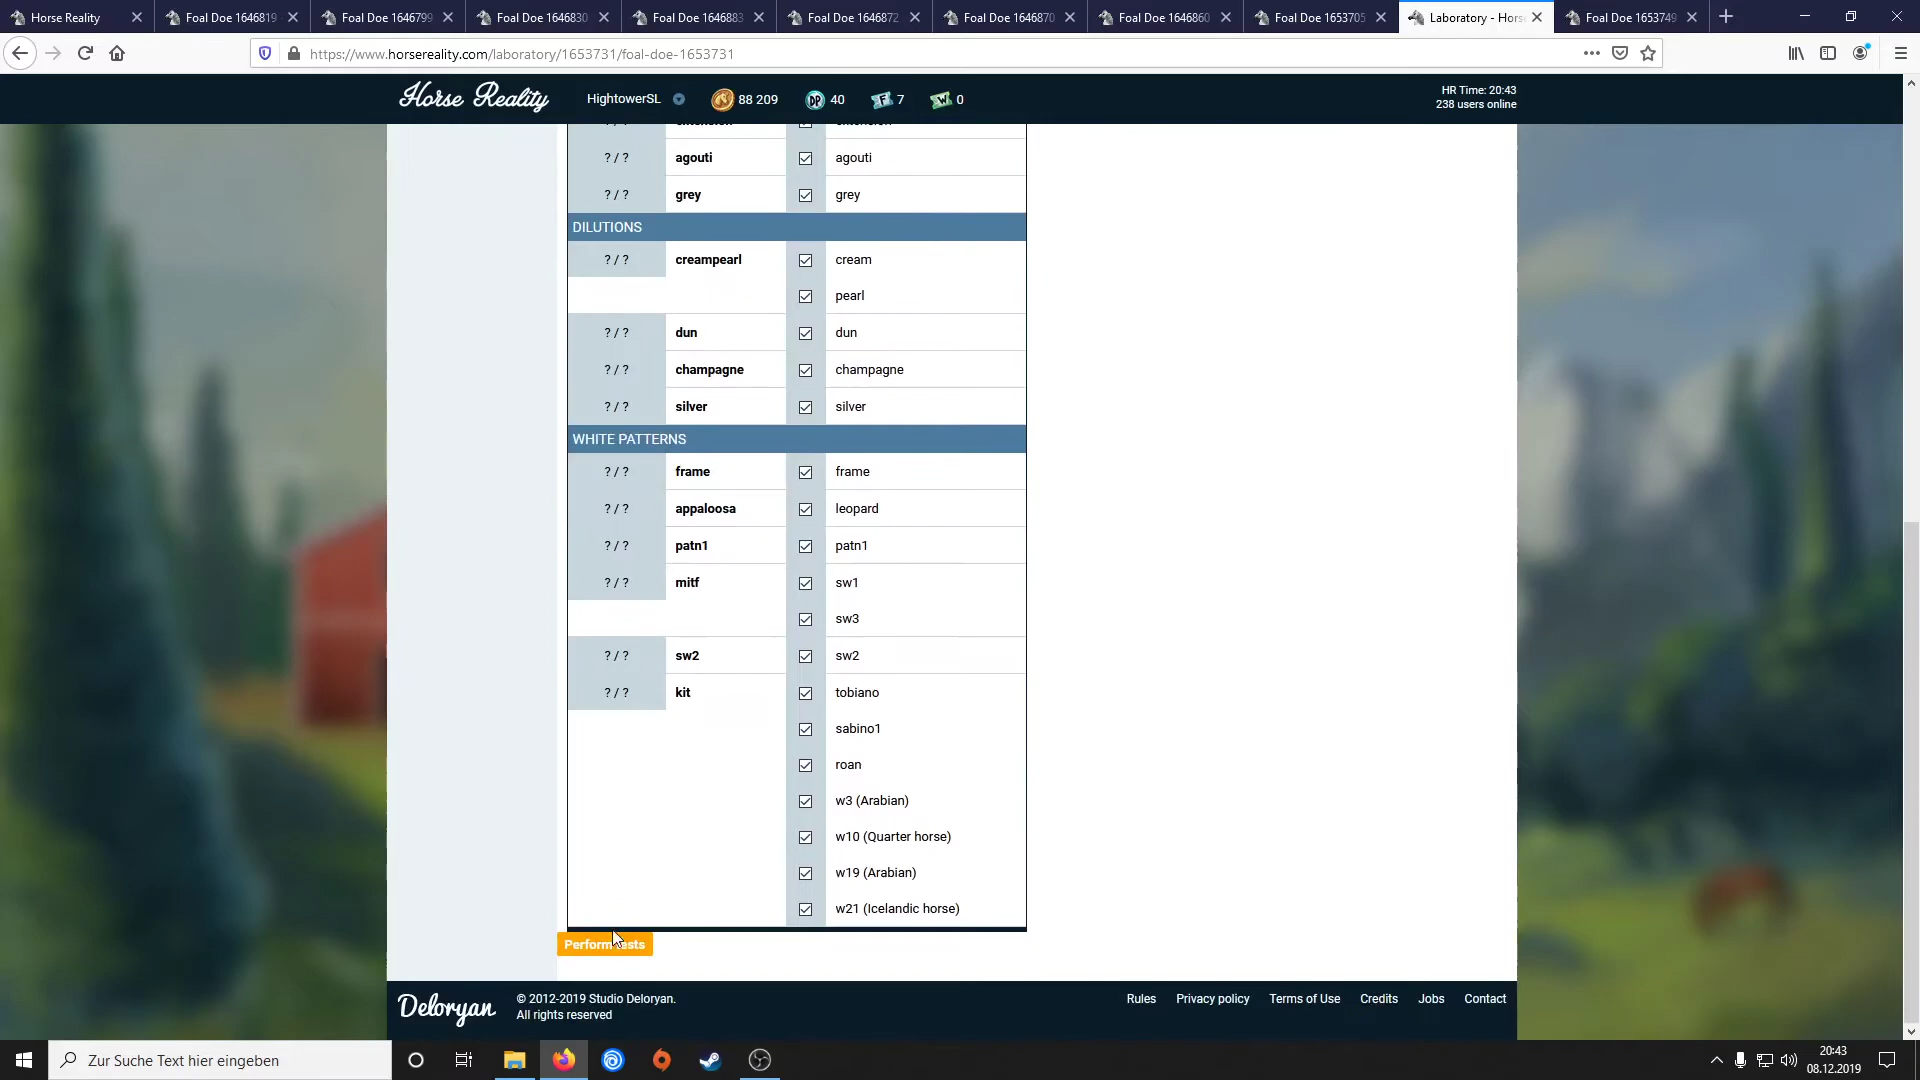 Horse Reality
Foal Doe 1646819
Foal Doe 1646799
Foal Doe 1646830
Foal Doe 1646883
Foal Doe 1646872
Foal Doe 1646870
Foal Doe 1646860
Foal Doe 1653705
Laboratory - Hors
Foal Doe 1653749
https://www.horsereality.com/laboratory/1653731/foal-doe-1653731
Horse Reality
HightowerSL
88 209
DP 40
F 7
W 0
HR Time: 20:43
238 users online
? / ? agouti agouti
? / ? grey grey
DILUTIONS
? / ? creampearl cream
pearl
? / ? dun dun
? / ? champagne champagne
? / ? silver silver
WHITE PATTERNS
? / ? frame frame
? / ? appaloosa leopard
? / ? patn1 patn1
? / ? mitf sw1
sw3
? / ? sw2 sw2
? / ? kit tobiano
sabino1
roan
w3 (Arabian)
w10 (Quarter horse)
w19 (Arabian)
w21 (Icelandic horse)
Perform tests
Deloryan
© 2012-2019 Studio Deloryan.
All rights reserved
Rules
Privacy policy
Terms of Use
Credits
Jobs
Contact
Zur Suche Text hier eingeben
20:43
08.12.2019